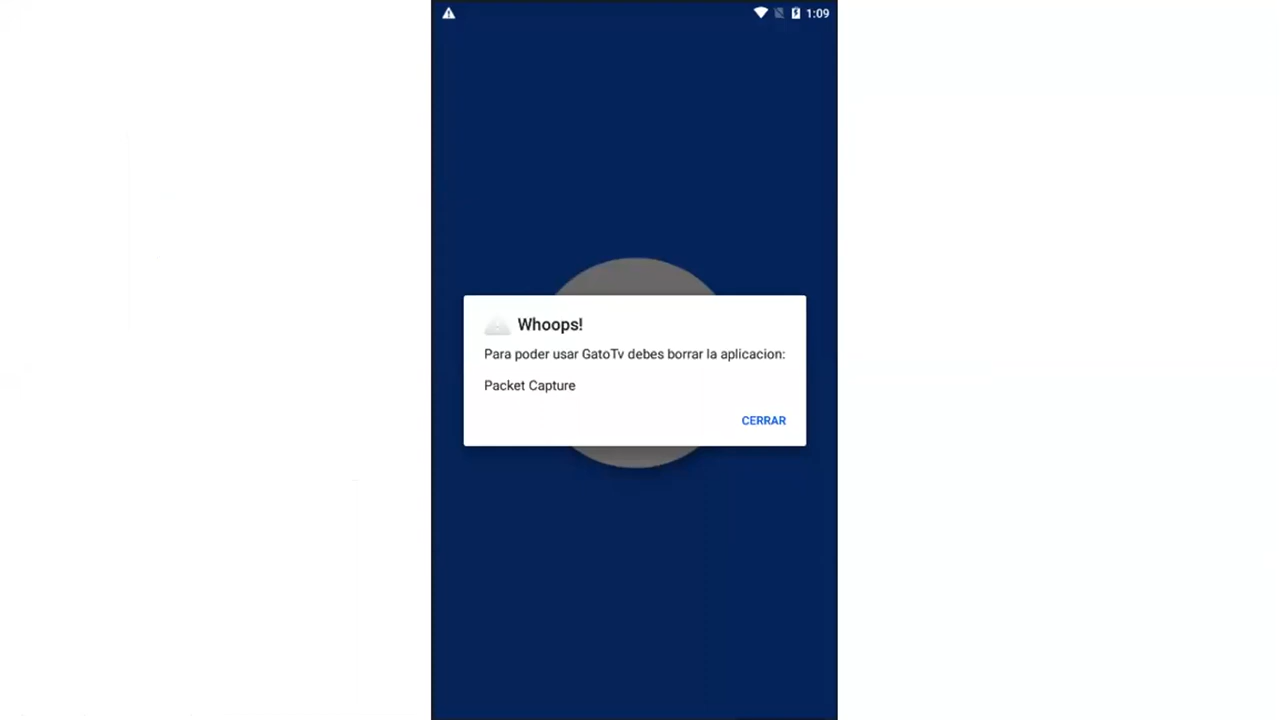 1:09
Whoops!
Para poder usar GatoTv debes borrar la aplicacion:
Packet Capture
CERRAR